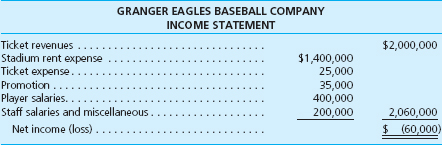 GRANGER EAGLES BASEBALL COMPANY
INCOME STATEMENT
Ticket revenues . . . . . . . . . . . . . . . . . . . . . . . . . . . . $2,000,000
Stadium rent expense . . . . . . . . . . . . . . . . . . . . . . . $1,400,000
Ticket expense. . . . . . . . . . . . . . . . . . . . . . . . . . . . . 25,000
Promotion . . . . . . . . . . . . . . . . . . . . . . . . . . . . . . . . 35,000
Player salaries. . . . . . . . . . . . . . . . . . . . . . . . . . . . . 400,000
Staff salaries and miscellaneous . . . . . . . . . . . . . . . . 200,000 2,060,000
Net income (loss) . . . . . . . . . . . . . . . . . . . . . . . . . $ (60,000)